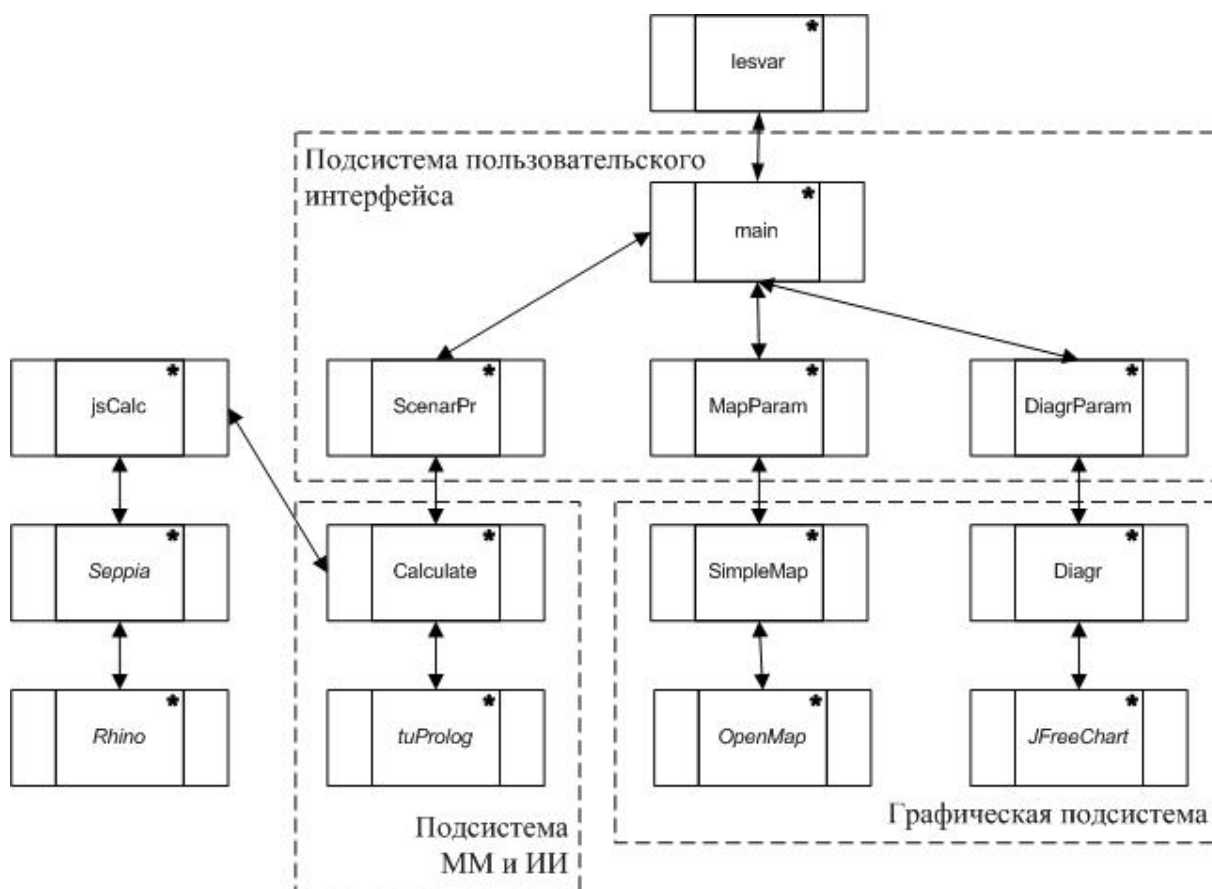 *
lesvar
Подсистема пользовательского
интерфейса
*
main
*
jsCalc
*
ScenarPr
*
MapParam
*
DiagrParam
*
Seppia
*
Calculate
*
SimpleMap
*
Diagr
*
Rhino
*
tuProlog
*
OpenMap
*
JFreeChart
Подсистема
ММ и ИИ
Графическая подсистема